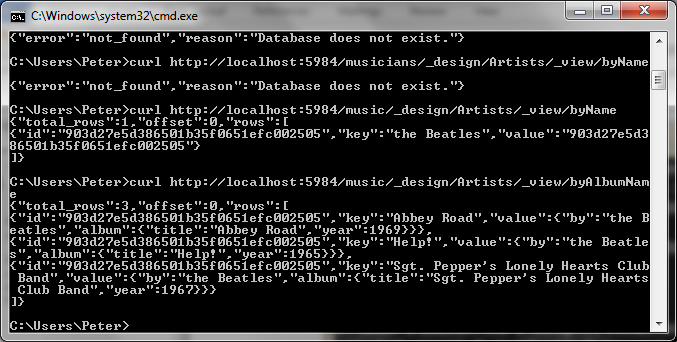 C:\Windows\system32\cmd.exe
{"error":"not_found","reason":"Database does not exist."}
C:\Users\Peter>curl http://localhost:5984/musicians/_design/Artists/_view/byName
{"error":"not_found","reason":"Database does not exist."}
C:\Users\Peter>curl http://localhost:5984/music/_design/Artists/_view/byName
{"total_rows":1,"offset":0,"rows":[
{"id":"903d27e5d386501b35f0651efc002505","key":"the Beatles","value":"903d27e5d3
86501b35f0651efc002505"}
]}
C:\Users\Peter>curl http://localhost:5984/music/_design/Artists/_view/byAlbumNam
e
{"total_rows":3,"offset":0,"rows":[
{"id":"903d27e5d386501b35f0651efc002505","key":"Abbey Road","value":{"by":"the B
eatles","album":{"title":"Abbey Road","year":1969}}},
{"id":"903d27e5d386501b35f0651efc002505","key":"Help!","value":{"by":"the Beatle
s","album":{"title":"Help!","year":1965}}},
{"id":"903d27e5d386501b35f0651efc002505","key":"Sgt. Pepper's Lonely Hearts Club
 Band","value":{"by":"the Beatles","album":{"title":"Sgt. Pepper's Lonely Hearts
 Club Band","year":1967}}}
]}
C:\Users\Peter>